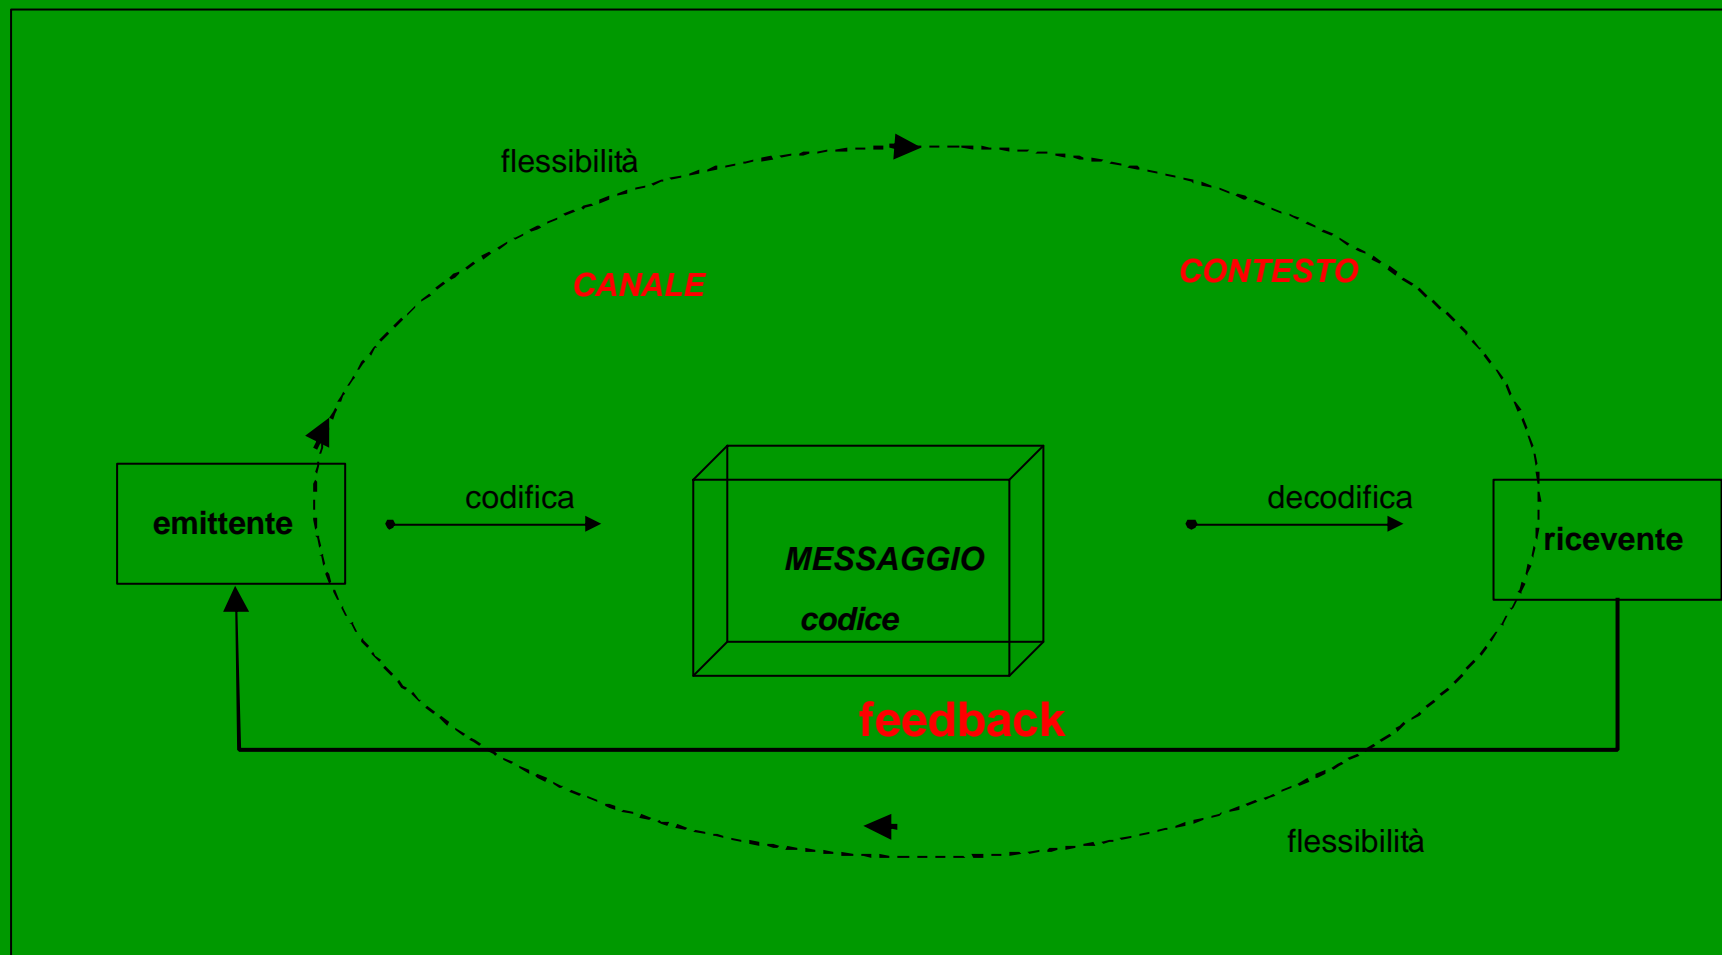 flessibilità
CANALE
CONTESTO
codifica
decodifica
emittente
ricevente
MESSAGGIO
codice
feedback
flessibilità